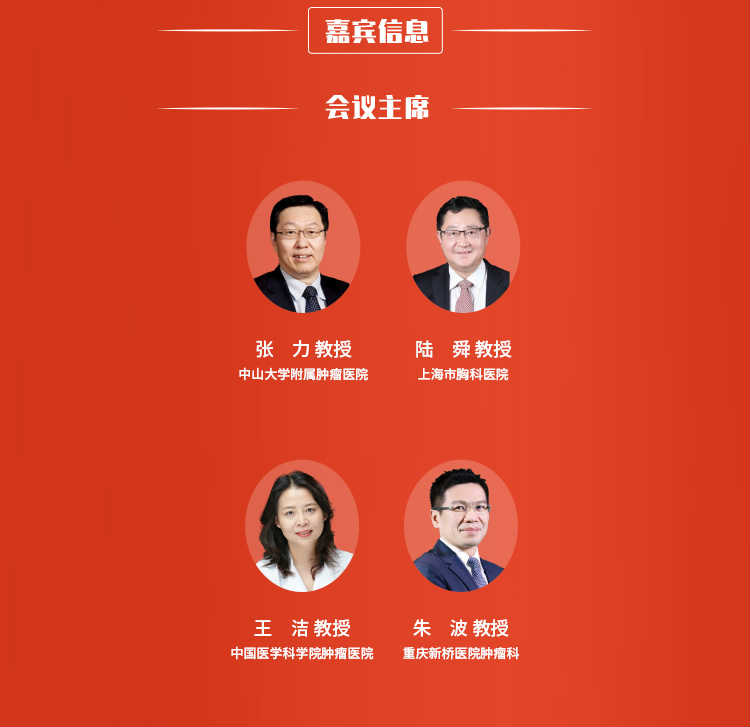 嘉宾信息
会议主席
张　力 教授
陆　舜 教授
中山大学附属肿瘤医院
上海市胸科医院
王　洁 教授
朱　波 教授
中国医学科学院肿瘤医院
重庆新桥医院肿瘤科